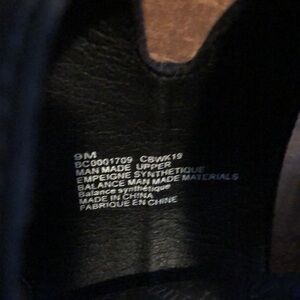 9M
BC0001709 CBWK19
MAN MADE UPPER
EMPEIGNE SYNTHETIQUE
BALANCE MAN MADE MATERIALS
Balance synthétique
MADE IN CHINA
FABRIQUE EN CHINE